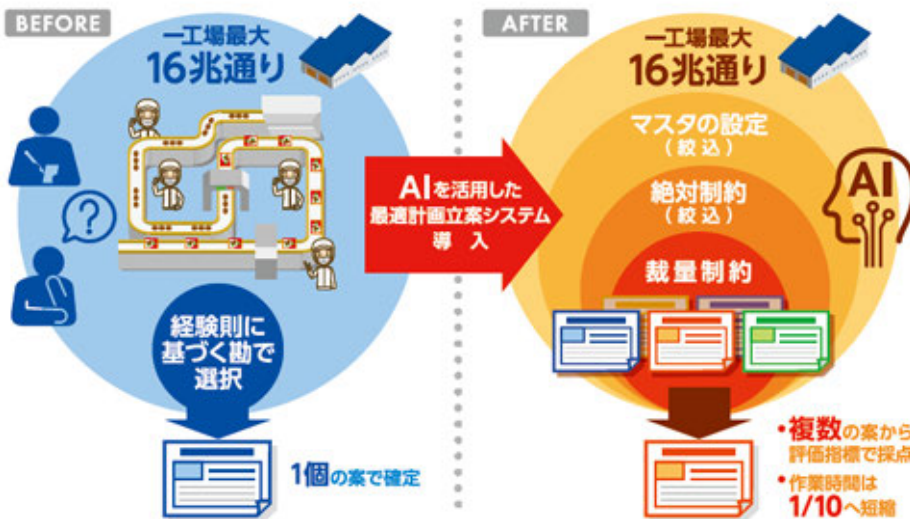 BEFORE
一工場最大
16兆通り
?
経験則に
基づく勘で
選択
1個の案で確定
AIを活用した
最適計画立案システム
導入
AFTER
一工場最大
16兆通り
マスタの設定
(絞込)
絶対制約
(絞込)
裁量制約
AI
•複数の案から
評価指標で採点
•作業時間は
1/10へ短縮